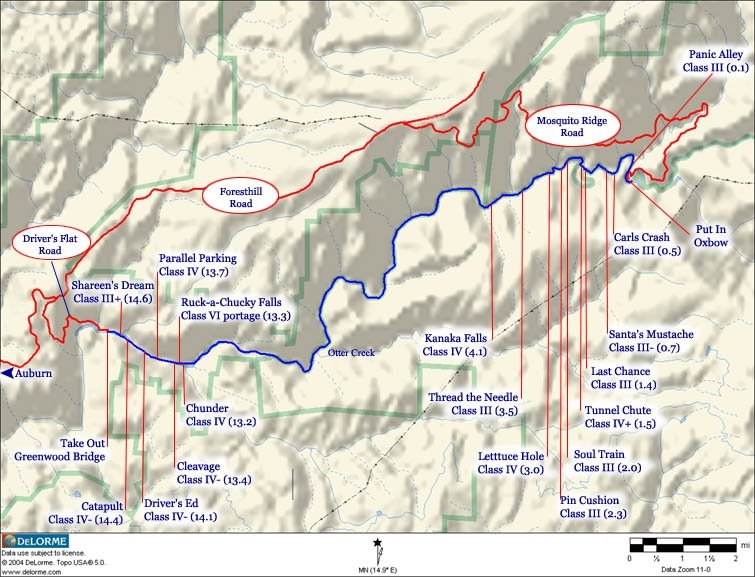 Panic Alley
Class III (0.1)
Mosquito Ridge
Road
Foresthill
Road
Driver's Flat
Road
Put In
Oxbow
Carls Crash
Class III (0.5)
Parallel Parking
Class IV (13.7)
Shareen's Dream
Class III+ (14.6)
Ruck-a-Chucky Falls
Class VI portage (13.3)
Kanaka Falls
Class IV (4.1)
Santa's Mustache
Class III- (0.7)
Otter Creek
Auburn
Last Chance
Class III (1.4)
Thread the Needle
Class III (3.5)
Tunnel Chute
Class IV+ (1.5)
Chunder
Class IV (13.2)
Take Out
Greenwood Bridge
Letttuce Hole
Class IV (3.0)
Soul Train
Class III (2.0)
Cleavage
Class IV- (13.4)
Pin Cushion
Class III (2.3)
Catapult
Class IV- (14.4)
Driver's Ed
Class IV- (14.1)
DELORME
Data use subject to license.
© 2004 DeLorme. Topo USA® 5.0.
www.delorme.com
MN (14.9° E)
mi
0 ½ 1 1½ 2
Data Zoom 11-0